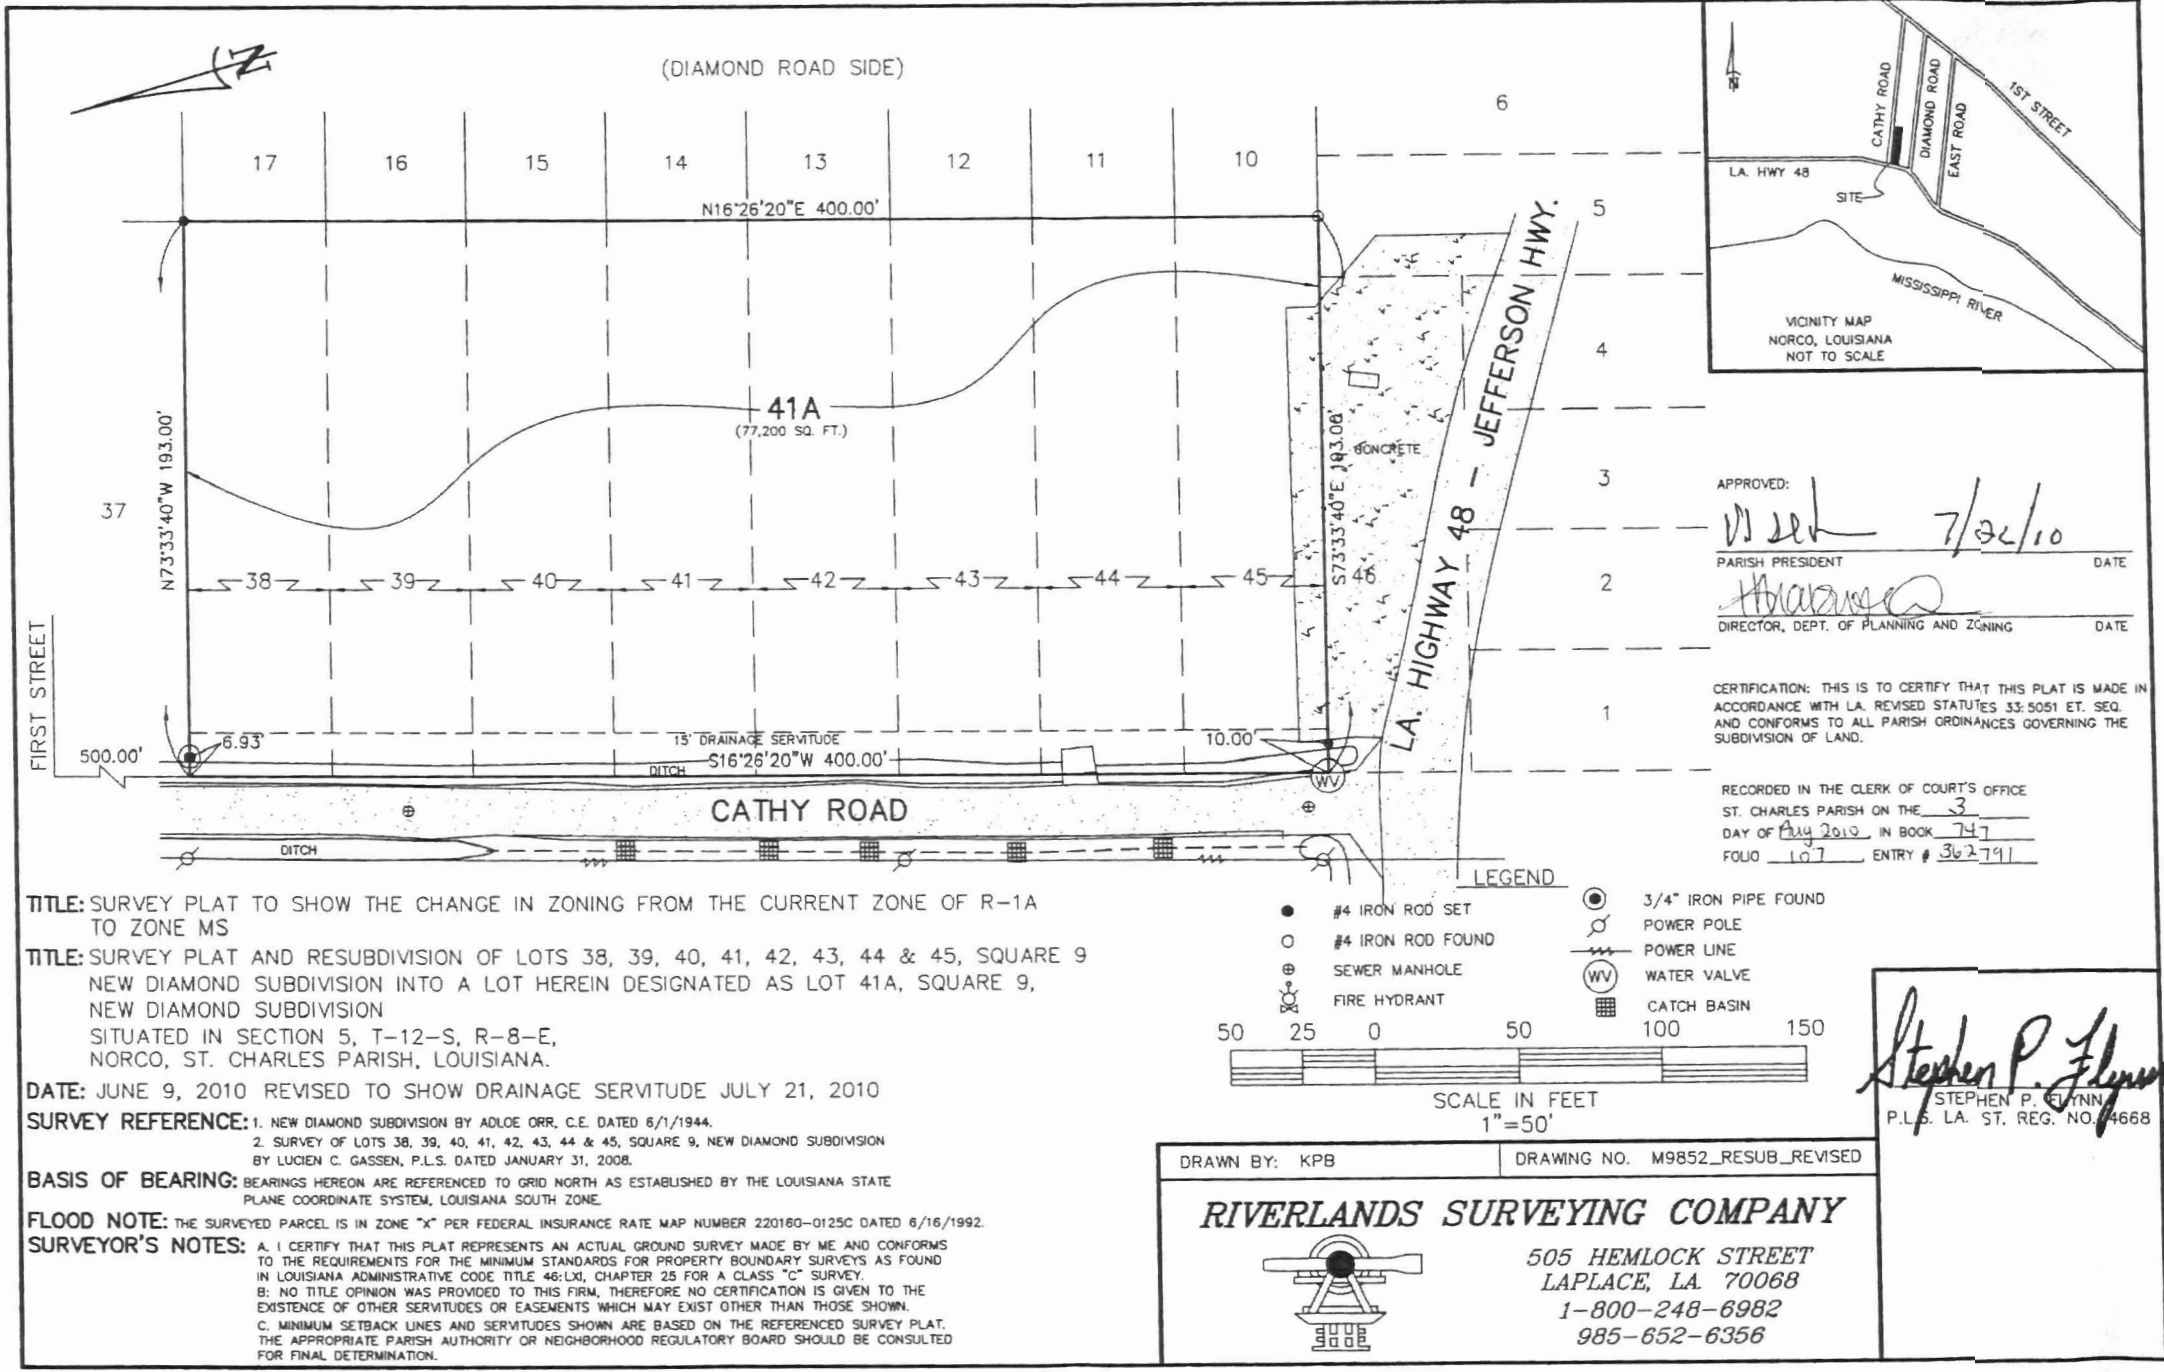 N
(DIAMOND ROAD SIDE)
17
16
15
14
13
12
11
10
6
5
4
3
2
1
N16°26'20"E 400.00'
41A
(77,200 SQ. FT.)
N73°33'40"W 193.00'
S73°33'40"E 193.00'
37
38
39
40
41
42
43
44
45
46
CONCRETE
LA. HIGHWAY 48 - JEFFERSON HWY.
FIRST STREET
500.00'
6.93'
15' DRAINAGE SERVITUDE
10.00'
S16°26'20"W 400.00'
DITCH
WV
CATHY ROAD
DITCH
CATHY ROAD
DIAMOND ROAD
EAST ROAD
1ST STREET
LA. HWY 48
SITE
MISSISSIPPI RIVER
VICINITY MAP
NORCO, LOUISIANA
NOT TO SCALE
APPROVED:
PARISH PRESIDENT DATE
DIRECTOR, DEPT. OF PLANNING AND ZONING DATE
CERTIFICATION: THIS IS TO CERTIFY THAT THIS PLAT IS MADE IN
ACCORDANCE WITH LA. REVISED STATUTES 33:5051 ET. SEQ.
AND CONFORMS TO ALL PARISH ORDINANCES GOVERNING THE
SUBDIVISION OF LAND.
RECORDED IN THE CLERK OF COURT'S OFFICE
ST. CHARLES PARISH ON THE 3
DAY OF Aug 2010 IN BOOK 747
FOLIO 107 ENTRY # 362791
TITLE: SURVEY PLAT TO SHOW THE CHANGE IN ZONING FROM THE CURRENT ZONE OF R-1A
TO ZONE MS
TITLE: SURVEY PLAT AND RESUBDIVISION OF LOTS 38, 39, 40, 41, 42, 43, 44 & 45, SQUARE 9
NEW DIAMOND SUBDIVISION INTO A LOT HEREIN DESIGNATED AS LOT 41A, SQUARE 9,
NEW DIAMOND SUBDIVISION
SITUATED IN SECTION 5, T-12-S, R-8-E,
NORCO, ST. CHARLES PARISH, LOUISIANA.
DATE: JUNE 9, 2010 REVISED TO SHOW DRAINAGE SERVITUDE JULY 21, 2010
SURVEY REFERENCE: 1. NEW DIAMOND SUBDIVISION BY ADLOE ORR, C.E. DATED 6/1/1944.
2. SURVEY OF LOTS 38, 39, 40, 41, 42, 43, 44 & 45, SQUARE 9, NEW DIAMOND SUBDIVISION
BY LUCIEN C. GASSEN, P.L.S. DATED JANUARY 31, 2008.
BASIS OF BEARING: BEARINGS HEREON ARE REFERENCED TO GRID NORTH AS ESTABLISHED BY THE LOUISIANA STATE
PLANE COORDINATE SYSTEM, LOUISIANA SOUTH ZONE.
FLOOD NOTE: THE SURVEYED PARCEL IS IN ZONE "X" PER FEDERAL INSURANCE RATE MAP NUMBER 220160-0125C DATED 6/16/1992.
SURVEYOR'S NOTES: A. I CERTIFY THAT THIS PLAT REPRESENTS AN ACTUAL GROUND SURVEY MADE BY ME AND CONFORMS
TO THE REQUIREMENTS FOR THE MINIMUM STANDARDS FOR PROPERTY BOUNDARY SURVEYS AS FOUND
IN LOUISIANA ADMINISTRATIVE CODE TITLE 46:LXI, CHAPTER 25 FOR A CLASS "C" SURVEY.
B: NO TITLE OPINION WAS PROVIDED TO THIS FIRM, THEREFORE NO CERTIFICATION IS GIVEN TO THE
EXISTENCE OF OTHER SERVITUDES OR EASEMENTS WHICH MAY EXIST OTHER THAN THOSE SHOWN.
C. MINIMUM SETBACK LINES AND SERVITUDES SHOWN ARE BASED ON THE REFERENCED SURVEY PLAT.
THE APPROPRIATE PARISH AUTHORITY OR NEIGHBORHOOD REGULATORY BOARD SHOULD BE CONSULTED
FOR FINAL DETERMINATION.
LEGEND
#4 IRON ROD SET
#4 IRON ROD FOUND
SEWER MANHOLE
FIRE HYDRANT
3/4" IRON PIPE FOUND
POWER POLE
POWER LINE
WV WATER VALVE
CATCH BASIN
50 25 0 50 100 150
SCALE IN FEET
1"=50'
Stephen P. Flynn
STEPHEN P. FLYNN
P.L.S. LA. ST. REG. NO. 4668
DRAWN BY: KPB
DRAWING NO. M9852_RESUB_REVISED
RIVERLANDS SURVEYING COMPANY
505 HEMLOCK STREET
LAPLACE, LA. 70068
1-800-248-6982
985-652-6356